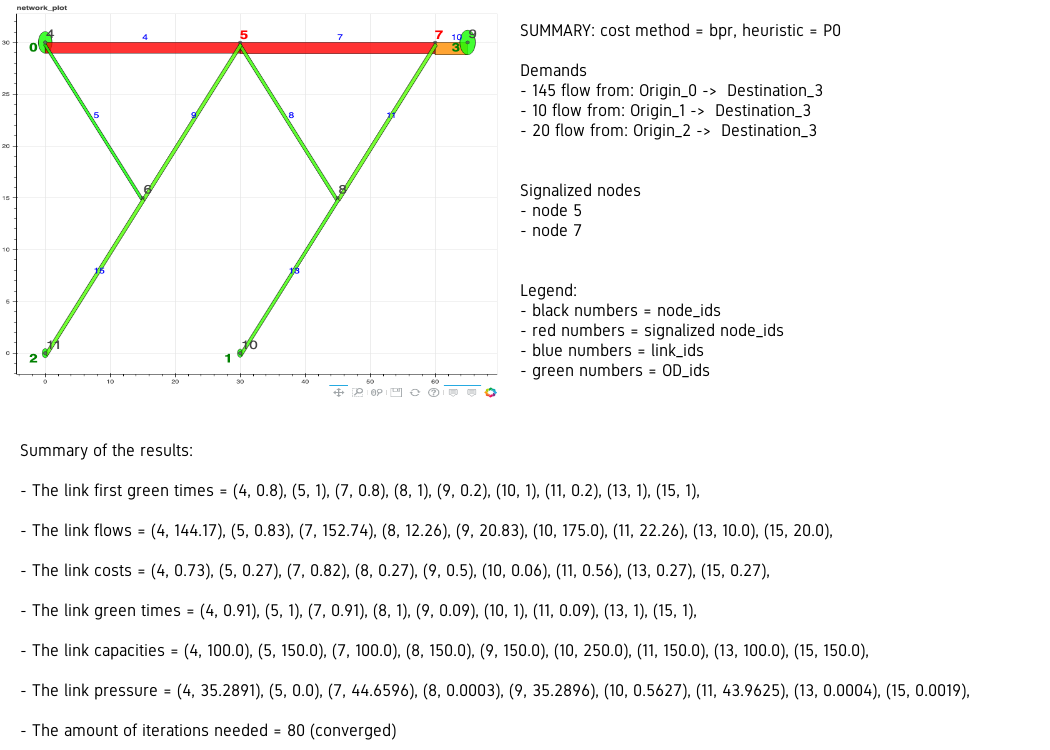 network_plot
4
0
4
5
7
7
10
3
9
30
25
20
15
10
5
0
5
9
8
11
6
8
15
13
11
2
10
1
0
10
20
30
40
50
60
SUMMARY: cost method = bpr, heuristic = P0
Demands
- 145 flow from: Origin_0 -> Destination_3
- 10 flow from: Origin_1 -> Destination_3
- 20 flow from: Origin_2 -> Destination_3
Signalized nodes
- node 5
- node 7
Legend:
- black numbers = node_ids
- red numbers = signalized node_ids
- blue numbers = link_ids
- green numbers = OD_ids
Summary of the results:
- The link first green times = (4, 0.8), (5, 1), (7, 0.8), (8, 1), (9, 0.2), (10, 1), (11, 0.2), (13, 1), (15, 1),
- The link flows = (4, 144.17), (5, 0.83), (7, 152.74), (8, 12.26), (9, 20.83), (10, 175.0), (11, 22.26), (13, 10.0), (15, 20.0),
- The link costs = (4, 0.73), (5, 0.27), (7, 0.82), (8, 0.27), (9, 0.5), (10, 0.06), (11, 0.56), (13, 0.27), (15, 0.27),
- The link green times = (4, 0.91), (5, 1), (7, 0.91), (8, 1), (9, 0.09), (10, 1), (11, 0.09), (13, 1), (15, 1),
- The link capacities = (4, 100.0), (5, 150.0), (7, 100.0), (8, 150.0), (9, 150.0), (10, 250.0), (11, 150.0), (13, 100.0), (15, 150.0),
- The link pressure = (4, 35.2891), (5, 0.0), (7, 44.6596), (8, 0.0003), (9, 35.2896), (10, 0.5627), (11, 43.9625), (13, 0.0004), (15, 0.0019),
- The amount of iterations needed = 80 (converged)